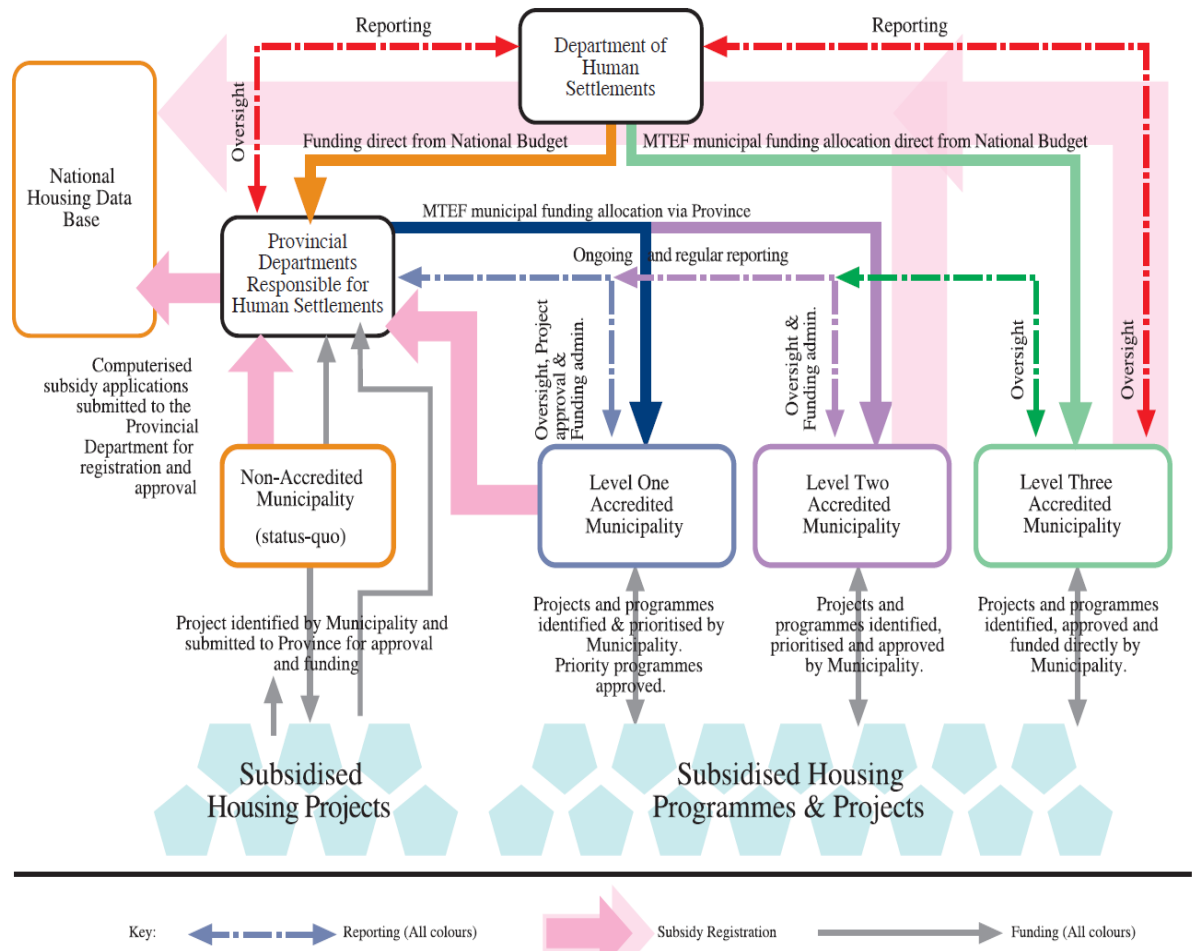 Reporting
Department of
Human
Settlements
Reporting
Oversight
Oversight
Funding direct from National Budget
MTEF municipal funding allocation direct from National Budget
National
Housing Data
Base
MTEF municipal funding allocation via Province
Provincial
Departments
Responsible for
Human Settlements
Ongoing and regular reporting
Oversight, Project
approval &
Funding admin.
Oversight &
Funding admin.
Oversight
Oversight
Computerised
subsidy applications
submitted to the
Provincial
Department for
registration and
approval
Non-Accredited
Municipality
(status-quo)
Level One
Accredited
Municipality
Level Two
Accredited
Municipality
Level Three
Accredited
Municipality
Project identified by Municipality and
submitted to Province for approval
and funding
Projects and programmes
identified & prioritised by
Municipality.
Priority programmes
approved.
Projects and
programmes identified,
prioritised and approved
by Municipality.
Projects and programmes
identified, approved and
funded directly by
Municipality.
Subsidised
Housing Projects
Subsidised Housing
Programmes & Projects
Key:
Reporting (All colours)
Subsidy Registration
Funding (All colours)